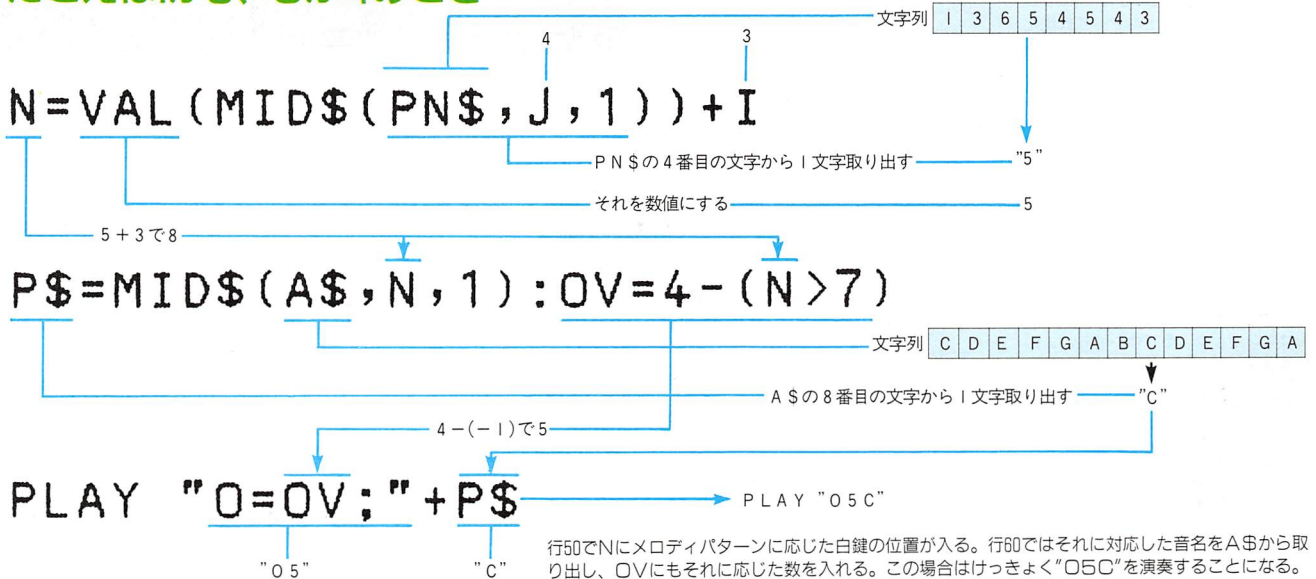 文字列 1 3 6 5 4 5 4 3
4 3
N=VAL(MID$(PN$,J,1))+I
PN$の4番目の文字から1文字取り出す "5"
それを数値にする 5
5+3で8
P$=MID$(A$,N,1):OV=4-(N>7)
文字列 C D E F G A B C D E F G A
A$の8番目の文字から1文字取り出す "C"
4-(-1)で5
PLAY "O=OV;"+P$ PLAY "O5C"
"O5" "C"
行50でNにメロディパターンに応じた白鍵の位置が入る。行60ではそれに対応した音名をA$から取
り出し、OVにもそれに応じた数を入れる。この場合はけっきょく"O5C"を演奏することになる。